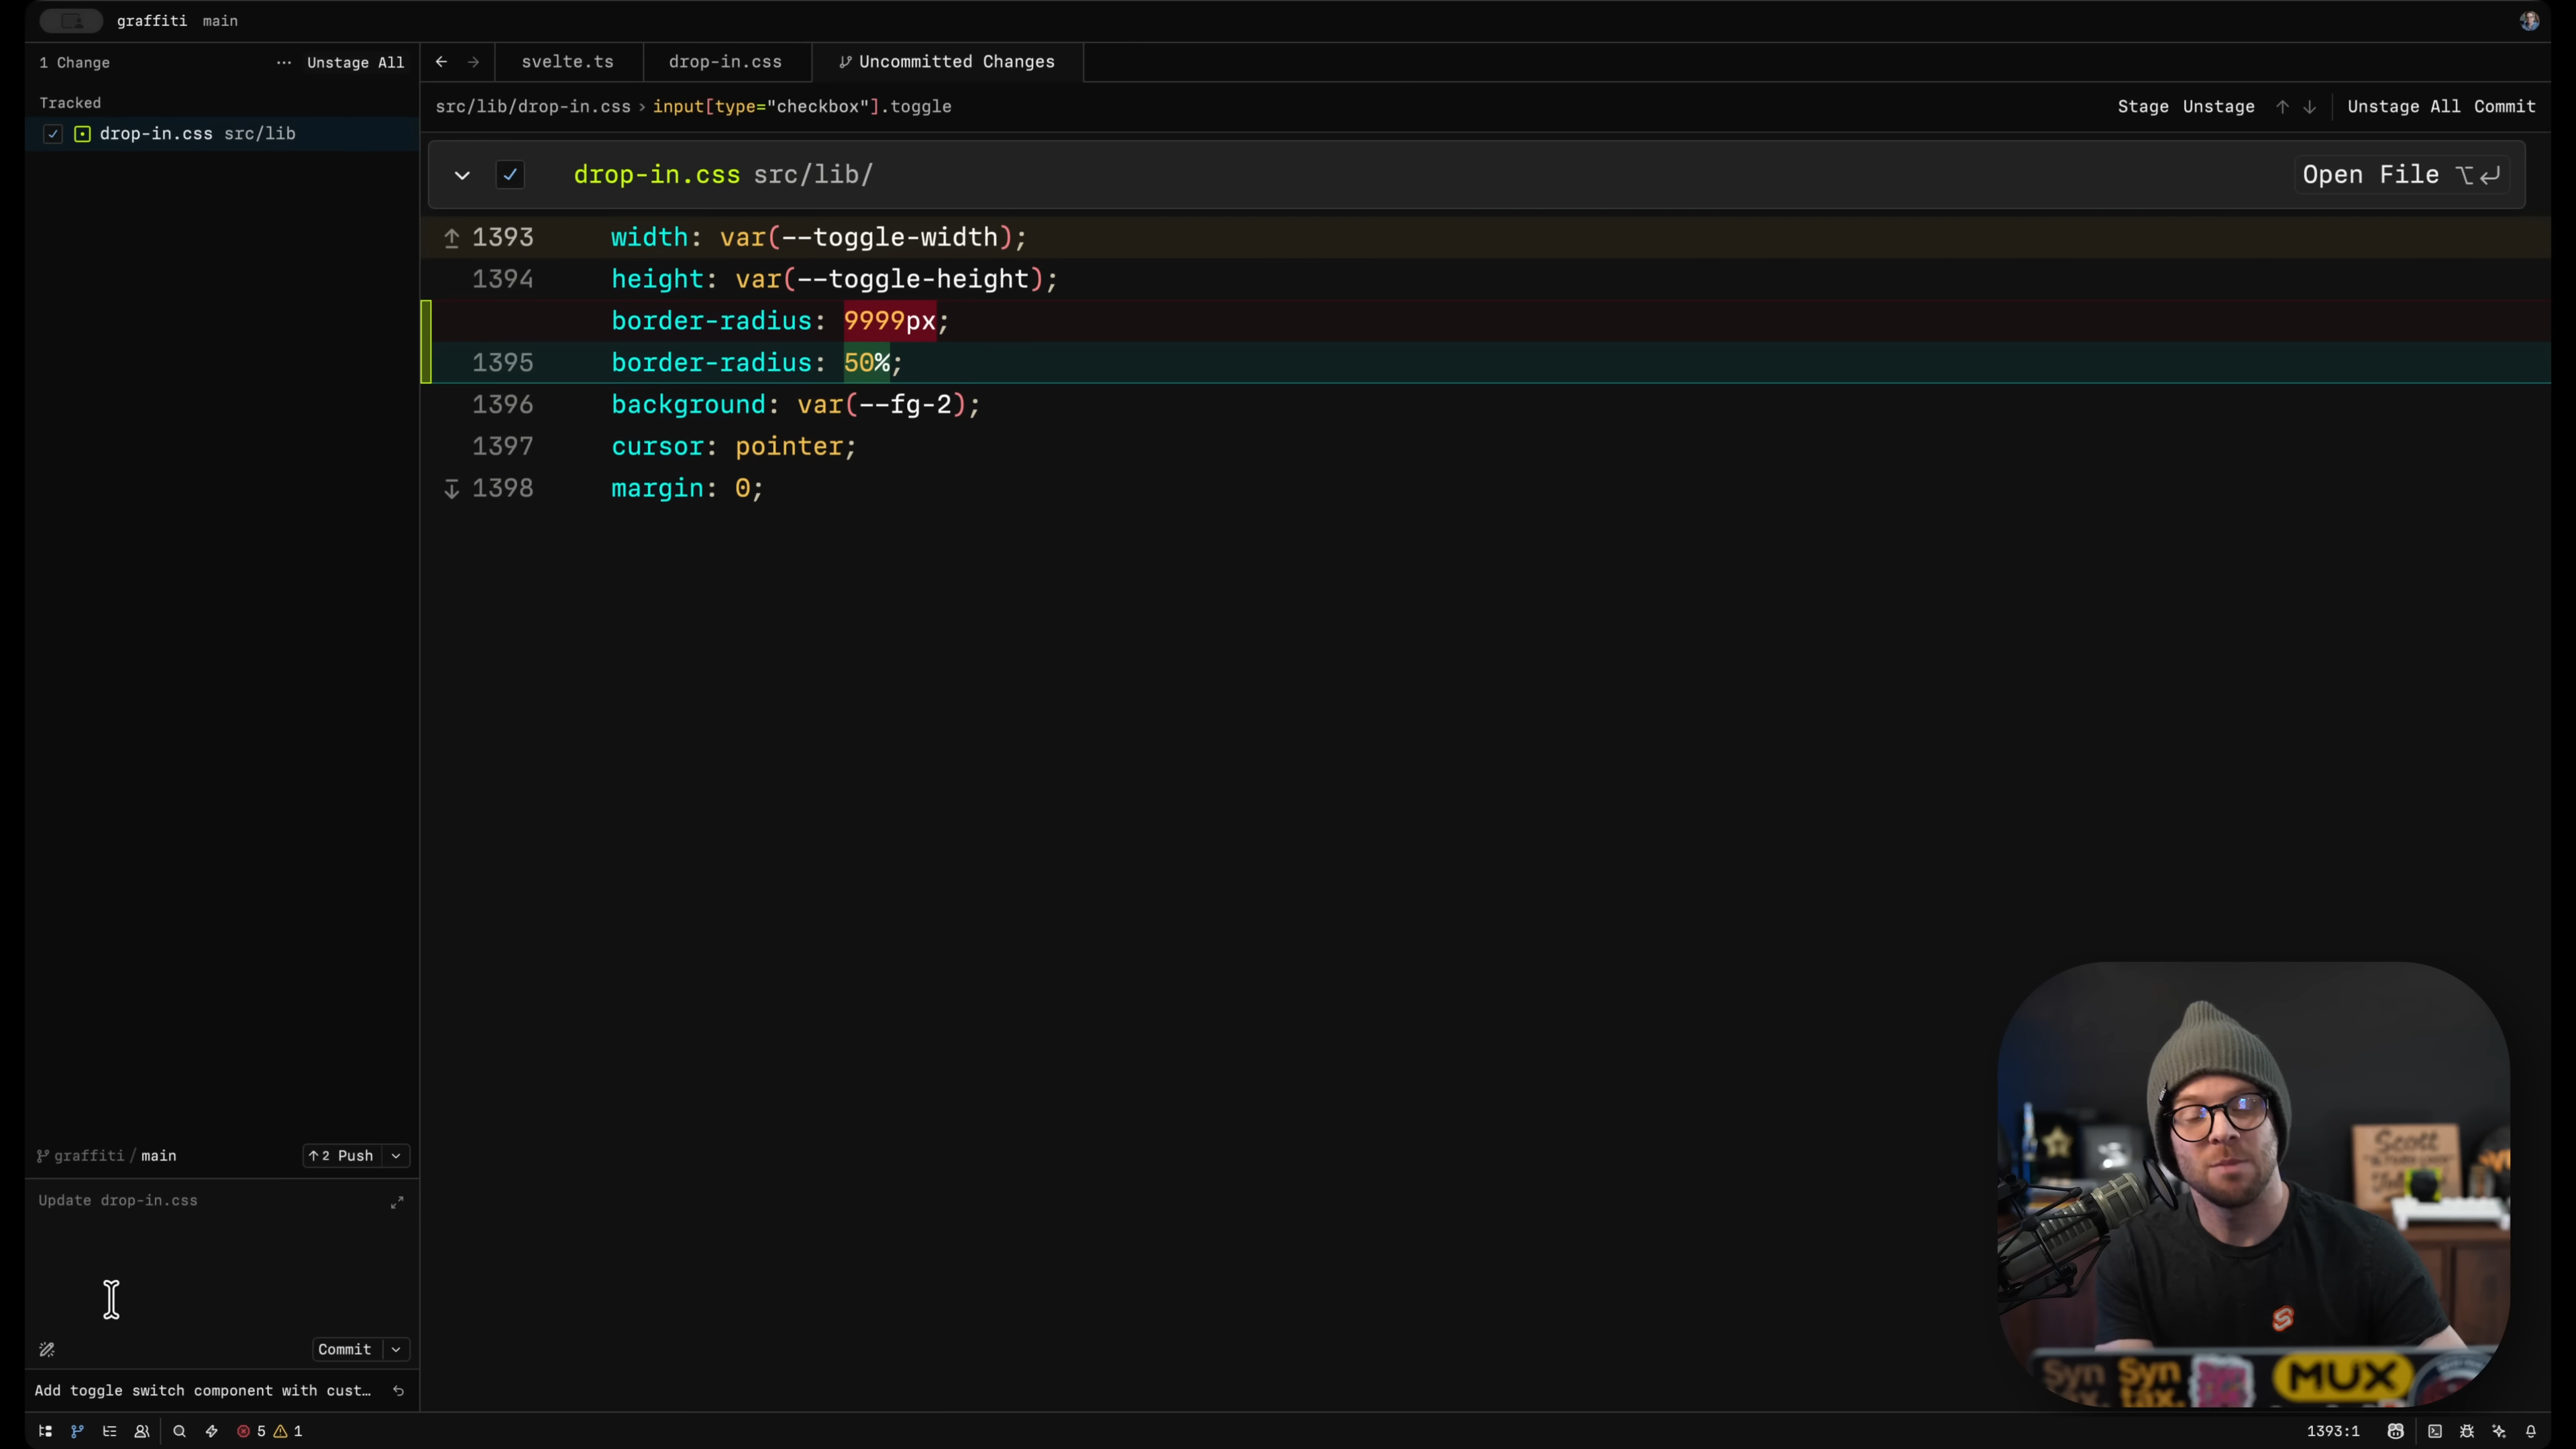 graffiti main
1 Change ··· Unstage All
Tracked
drop-in.css src/lib
svelte.ts drop-in.css Uncommitted Changes
src/lib/drop-in.css › input[type="checkbox"].toggle
Stage Unstage Unstage All Commit
drop-in.css src/lib/
Open File
1393 width: var(--toggle-width);
1394 height: var(--toggle-height);
border-radius: 9999px;
1395 border-radius: 50%;
1396 background: var(--fg-2);
1397 cursor: pointer;
1398 margin: 0;
graffiti / main
↑2 Push
Update drop-in.css
Commit
Add toggle switch component with cust…
5 1
1393:1
Scott
Syn
Syn
tax.
MUX